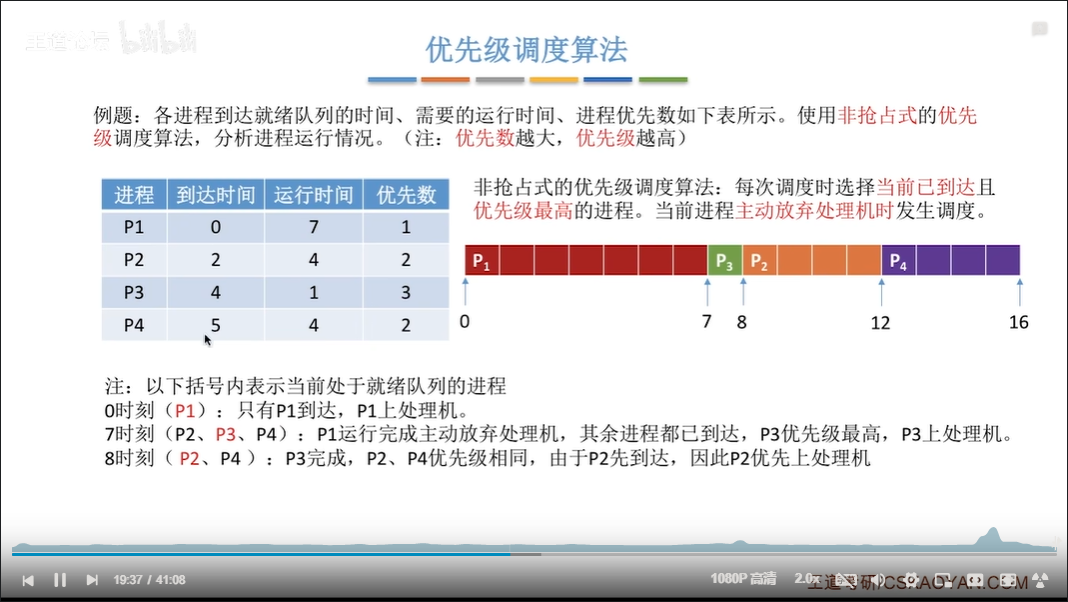 王道论坛 bilibili
优先级调度算法
例题：各进程到达就绪队列的时间、需要的运行时间、进程优先数如下表所示。使用非抢占式的优先
级调度算法，分析进程运行情况。（注：优先数越大，优先级越高）
进程 到达时间 运行时间 优先数
P1 0 7 1
P2 2 4 2
P3 4 1 3
P4 5 4 2
非抢占式的优先级调度算法：每次调度时选择当前已到达且
优先级最高的进程。当前进程主动放弃处理机时发生调度。
P1 P3 P2 P4
0 7 8 12 16
注：以下括号内表示当前处于就绪队列的进程
0时刻（P1）：只有P1到达，P1上处理机。
7时刻（P2、P3、P4）：P1运行完成主动放弃处理机，其余进程都已到达，P3优先级最高，P3上处理机。
8时刻（ P2、P4 ）：P3完成，P2、P4优先级相同，由于P2先到达，因此P2优先上处理机
19:37 / 41:08 1080P 高清 2.0x
王道考研/CSKAOYAN.COM